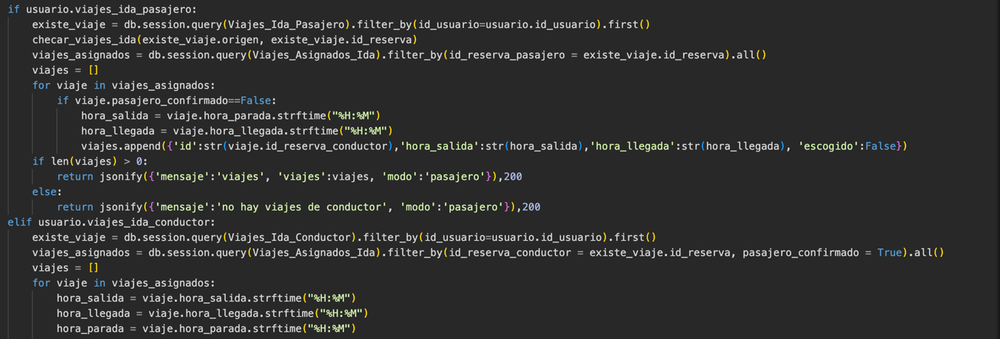 if usuario.viajes_ida_pasajero:
    existe_viaje = db.session.query(Viajes_Ida_Pasajero).filter_by(id_usuario=usuario.id_usuario).first()
    checar_viajes_ida(existe_viaje.origen, existe_viaje.id_reserva)
    viajes_asignados = db.session.query(Viajes_Asignados_Ida).filter_by(id_reserva_pasajero = existe_viaje.id_reserva).all()
    viajes = []
    for viaje in viajes_asignados:
        if viaje.pasajero_confirmado==False:
            hora_salida = viaje.hora_parada.strftime("%H:%M")
            hora_llegada = viaje.hora_llegada.strftime("%H:%M")
            viajes.append({'id':str(viaje.id_reserva_conductor),'hora_salida':str(hora_salida),'hora_llegada':str(hora_llegada), 'escogido':False})
    if len(viajes) > 0:
        return jsonify({'mensaje':'viajes', 'viajes':viajes, 'modo':'pasajero'}),200
    else:
        return jsonify({'mensaje':'no hay viajes de conductor', 'modo':'pasajero'}),200
elif usuario.viajes_ida_conductor:
    existe_viaje = db.session.query(Viajes_Ida_Conductor).filter_by(id_usuario=usuario.id_usuario).first()
    viajes_asignados = db.session.query(Viajes_Asignados_Ida).filter_by(id_reserva_conductor = existe_viaje.id_reserva, pasajero_confirmado = True).all()
    viajes = []
    for viaje in viajes_asignados:
        hora_salida = viaje.hora_salida.strftime("%H:%M")
        hora_llegada = viaje.hora_llegada.strftime("%H:%M")
        hora_parada = viaje.hora_parada.strftime("%H:%M")